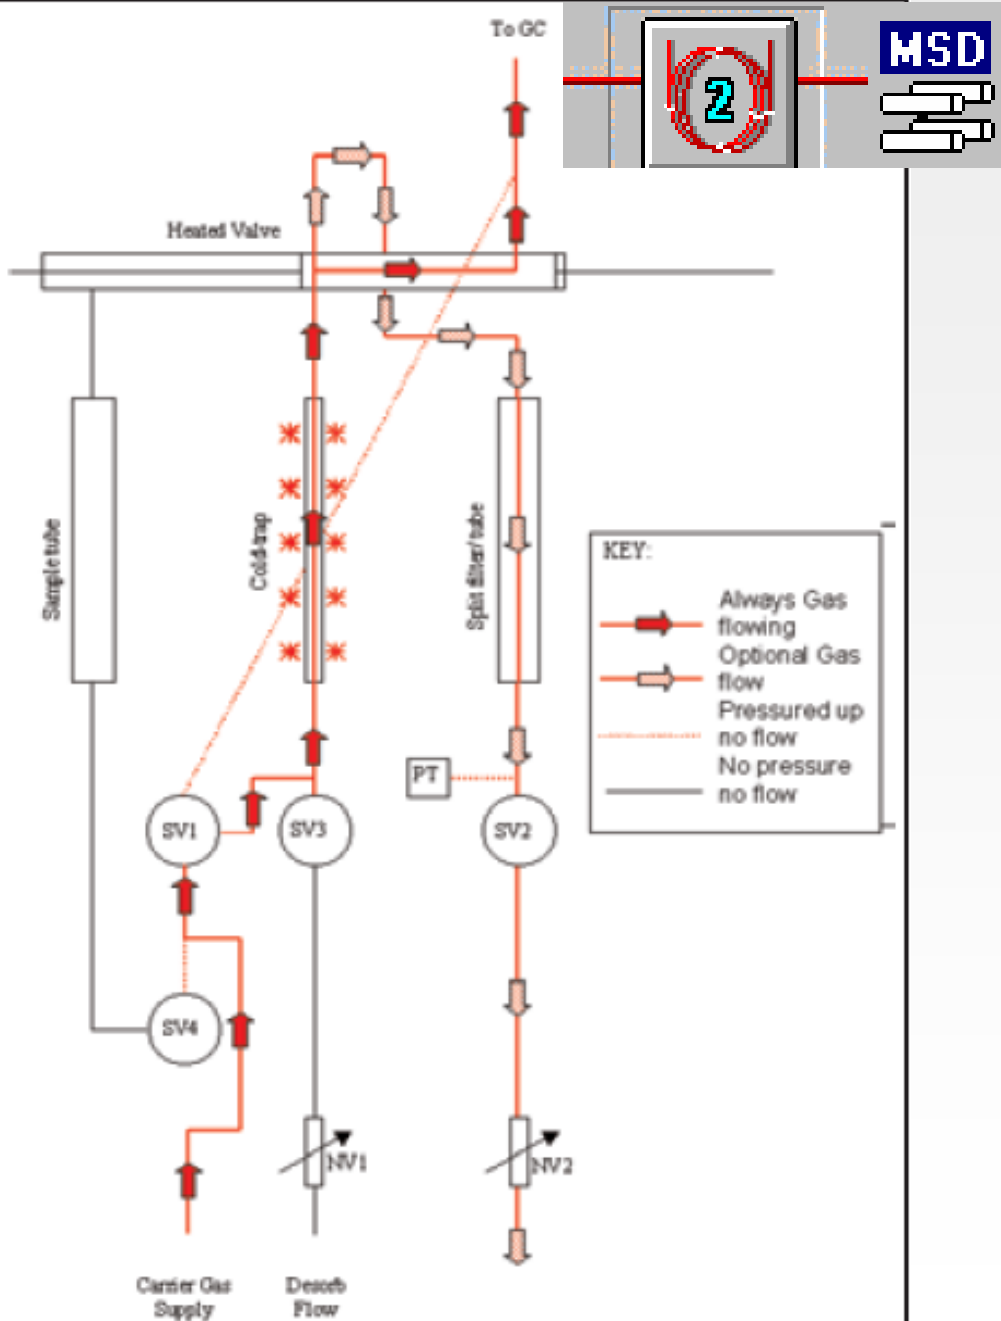 To GC
2
MSD
Heated Valve
Sample tube
Cold-trap
Split filter/ tube
KEY:
Always Gas
flowing
Optional Gas
flow
Pressured up
no flow
No pressure
no flow
PT
SV1
SV3
SV2
SV4
NV1
NV2
Carrier Gas
Supply
Desorb
Flow